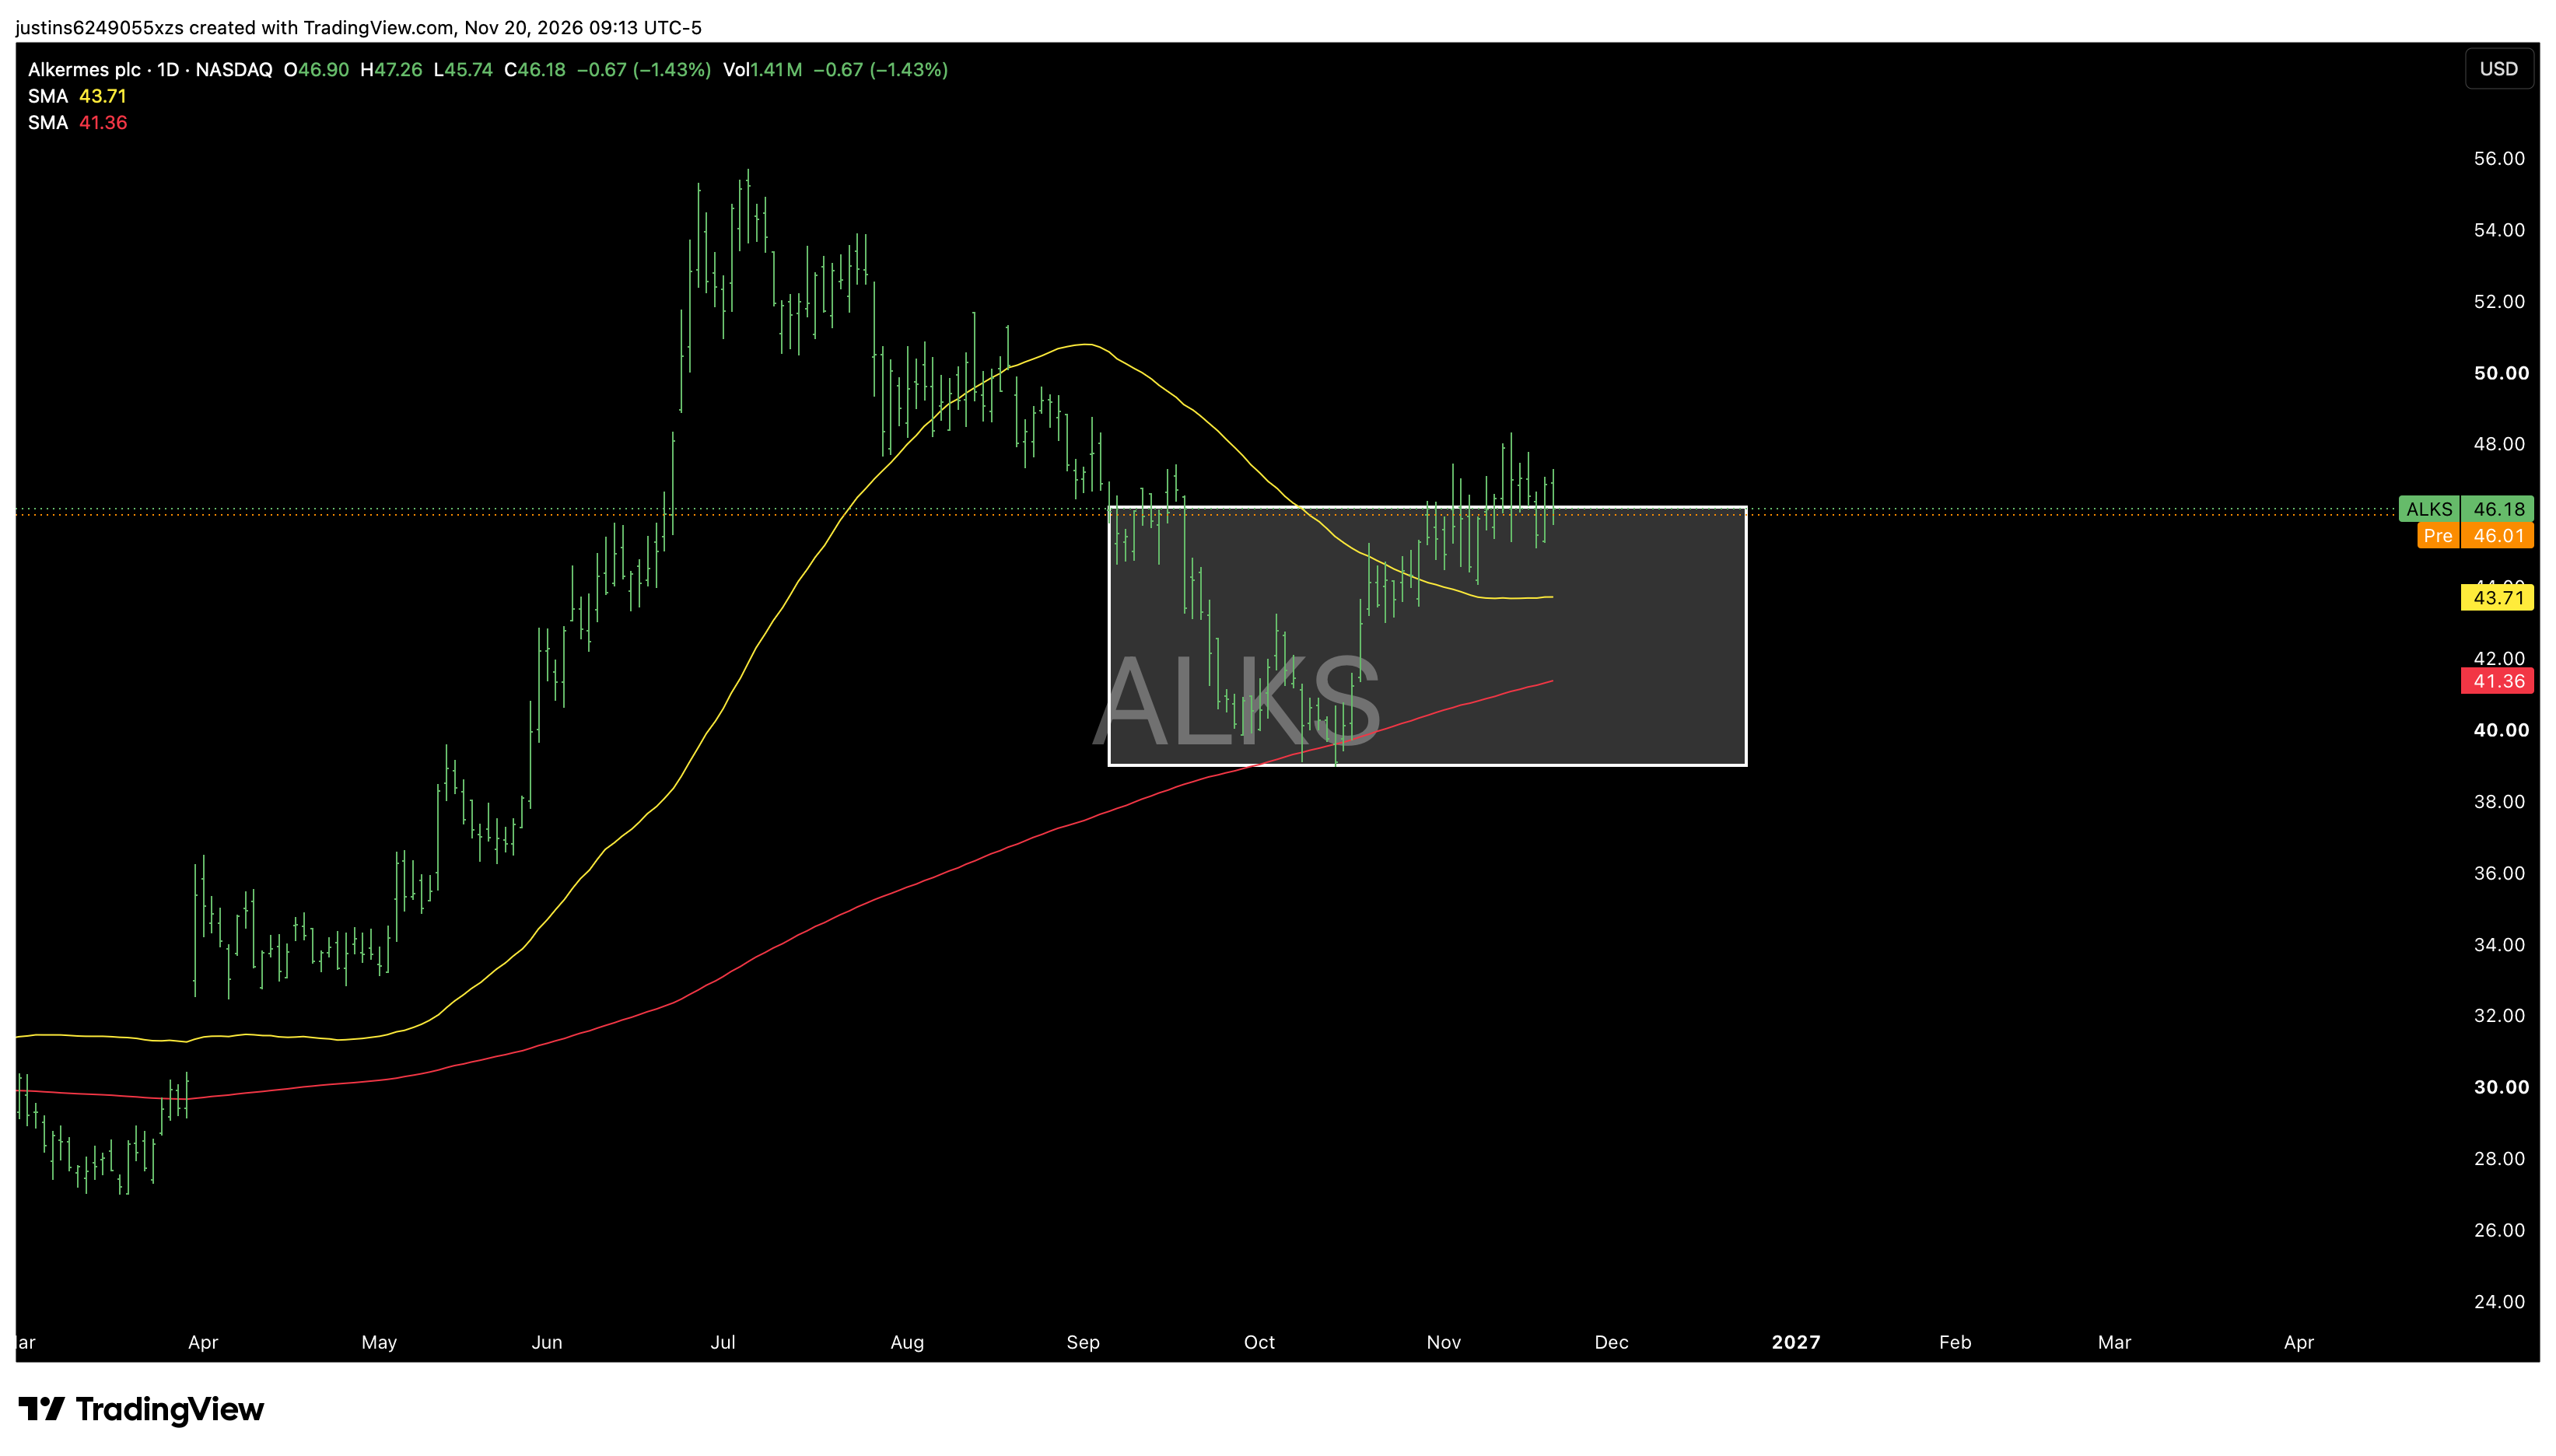 justins6249055xzs created with TradingView.com, Nov 20, 2026 09:13 UTC-5
Alkermes plc · 1D · NASDAQ O46.90 H47.26 L45.74 C46.18 −0.67 (−1.43%) Vol1.41 M −0.67 (−1.43%)
USD
SMA 43.71
SMA 41.36
56.00
54.00
52.00
50.00
48.00
ALKS 46.18
Pre 46.01
44.00
43.71
42.00
41.36
ALKS
40.00
38.00
36.00
34.00
32.00
30.00
28.00
26.00
24.00
ar Apr May Jun Jul Aug Sep Oct Nov Dec 2027 Feb Mar Apr
TradingView